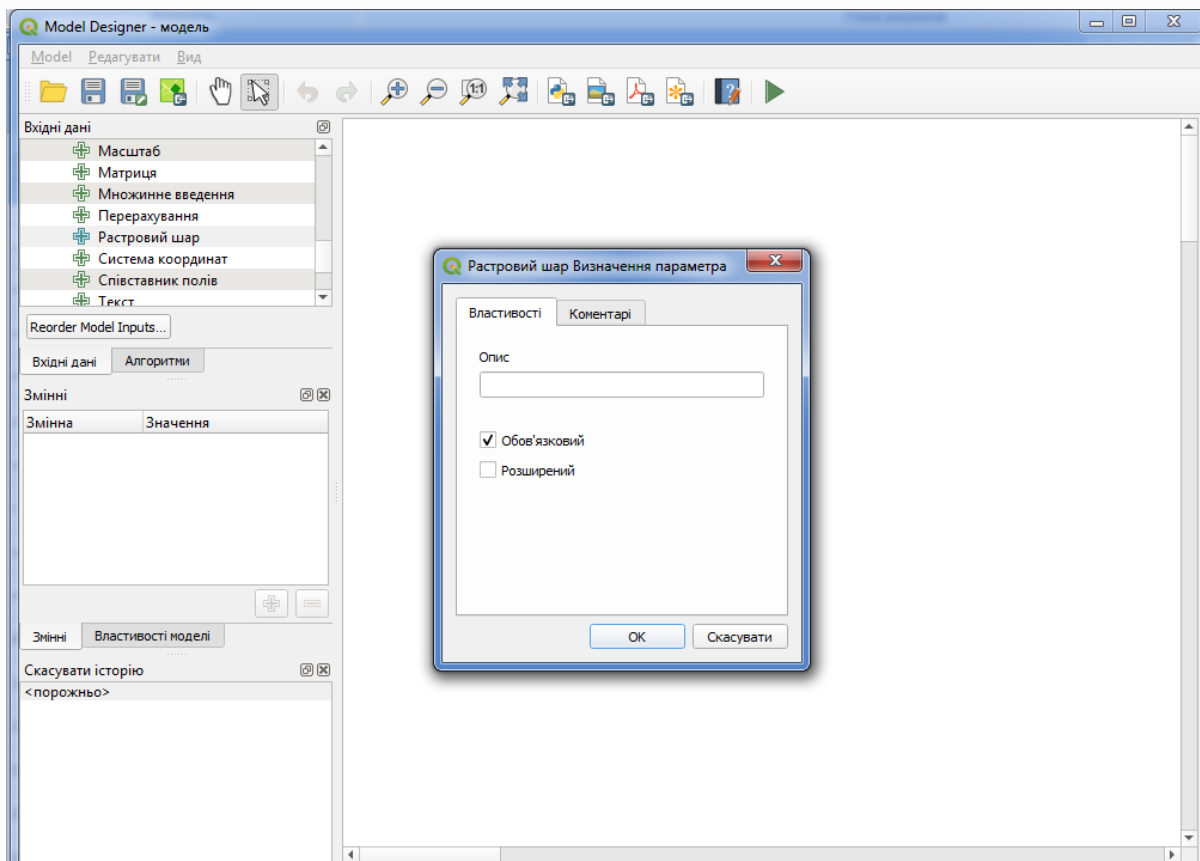 Model Designer - модель
Model Редагувати Вид
1:1
Вхідні дані
Масштаб
Матриця
Множинне введення
Перерахування
Растровий шар
Система координат
Співставник полів
Текст
Reorder Model Inputs...
Вхідні дані Алгоритми
Змінні
Змінна Значення
Змінні Властивості моделі
Скасувати історію
<порожньо>
Растровий шар Визначення параметра
Властивості Коментарі
Опис
Обов'язковий
Розширений
OK Скасувати